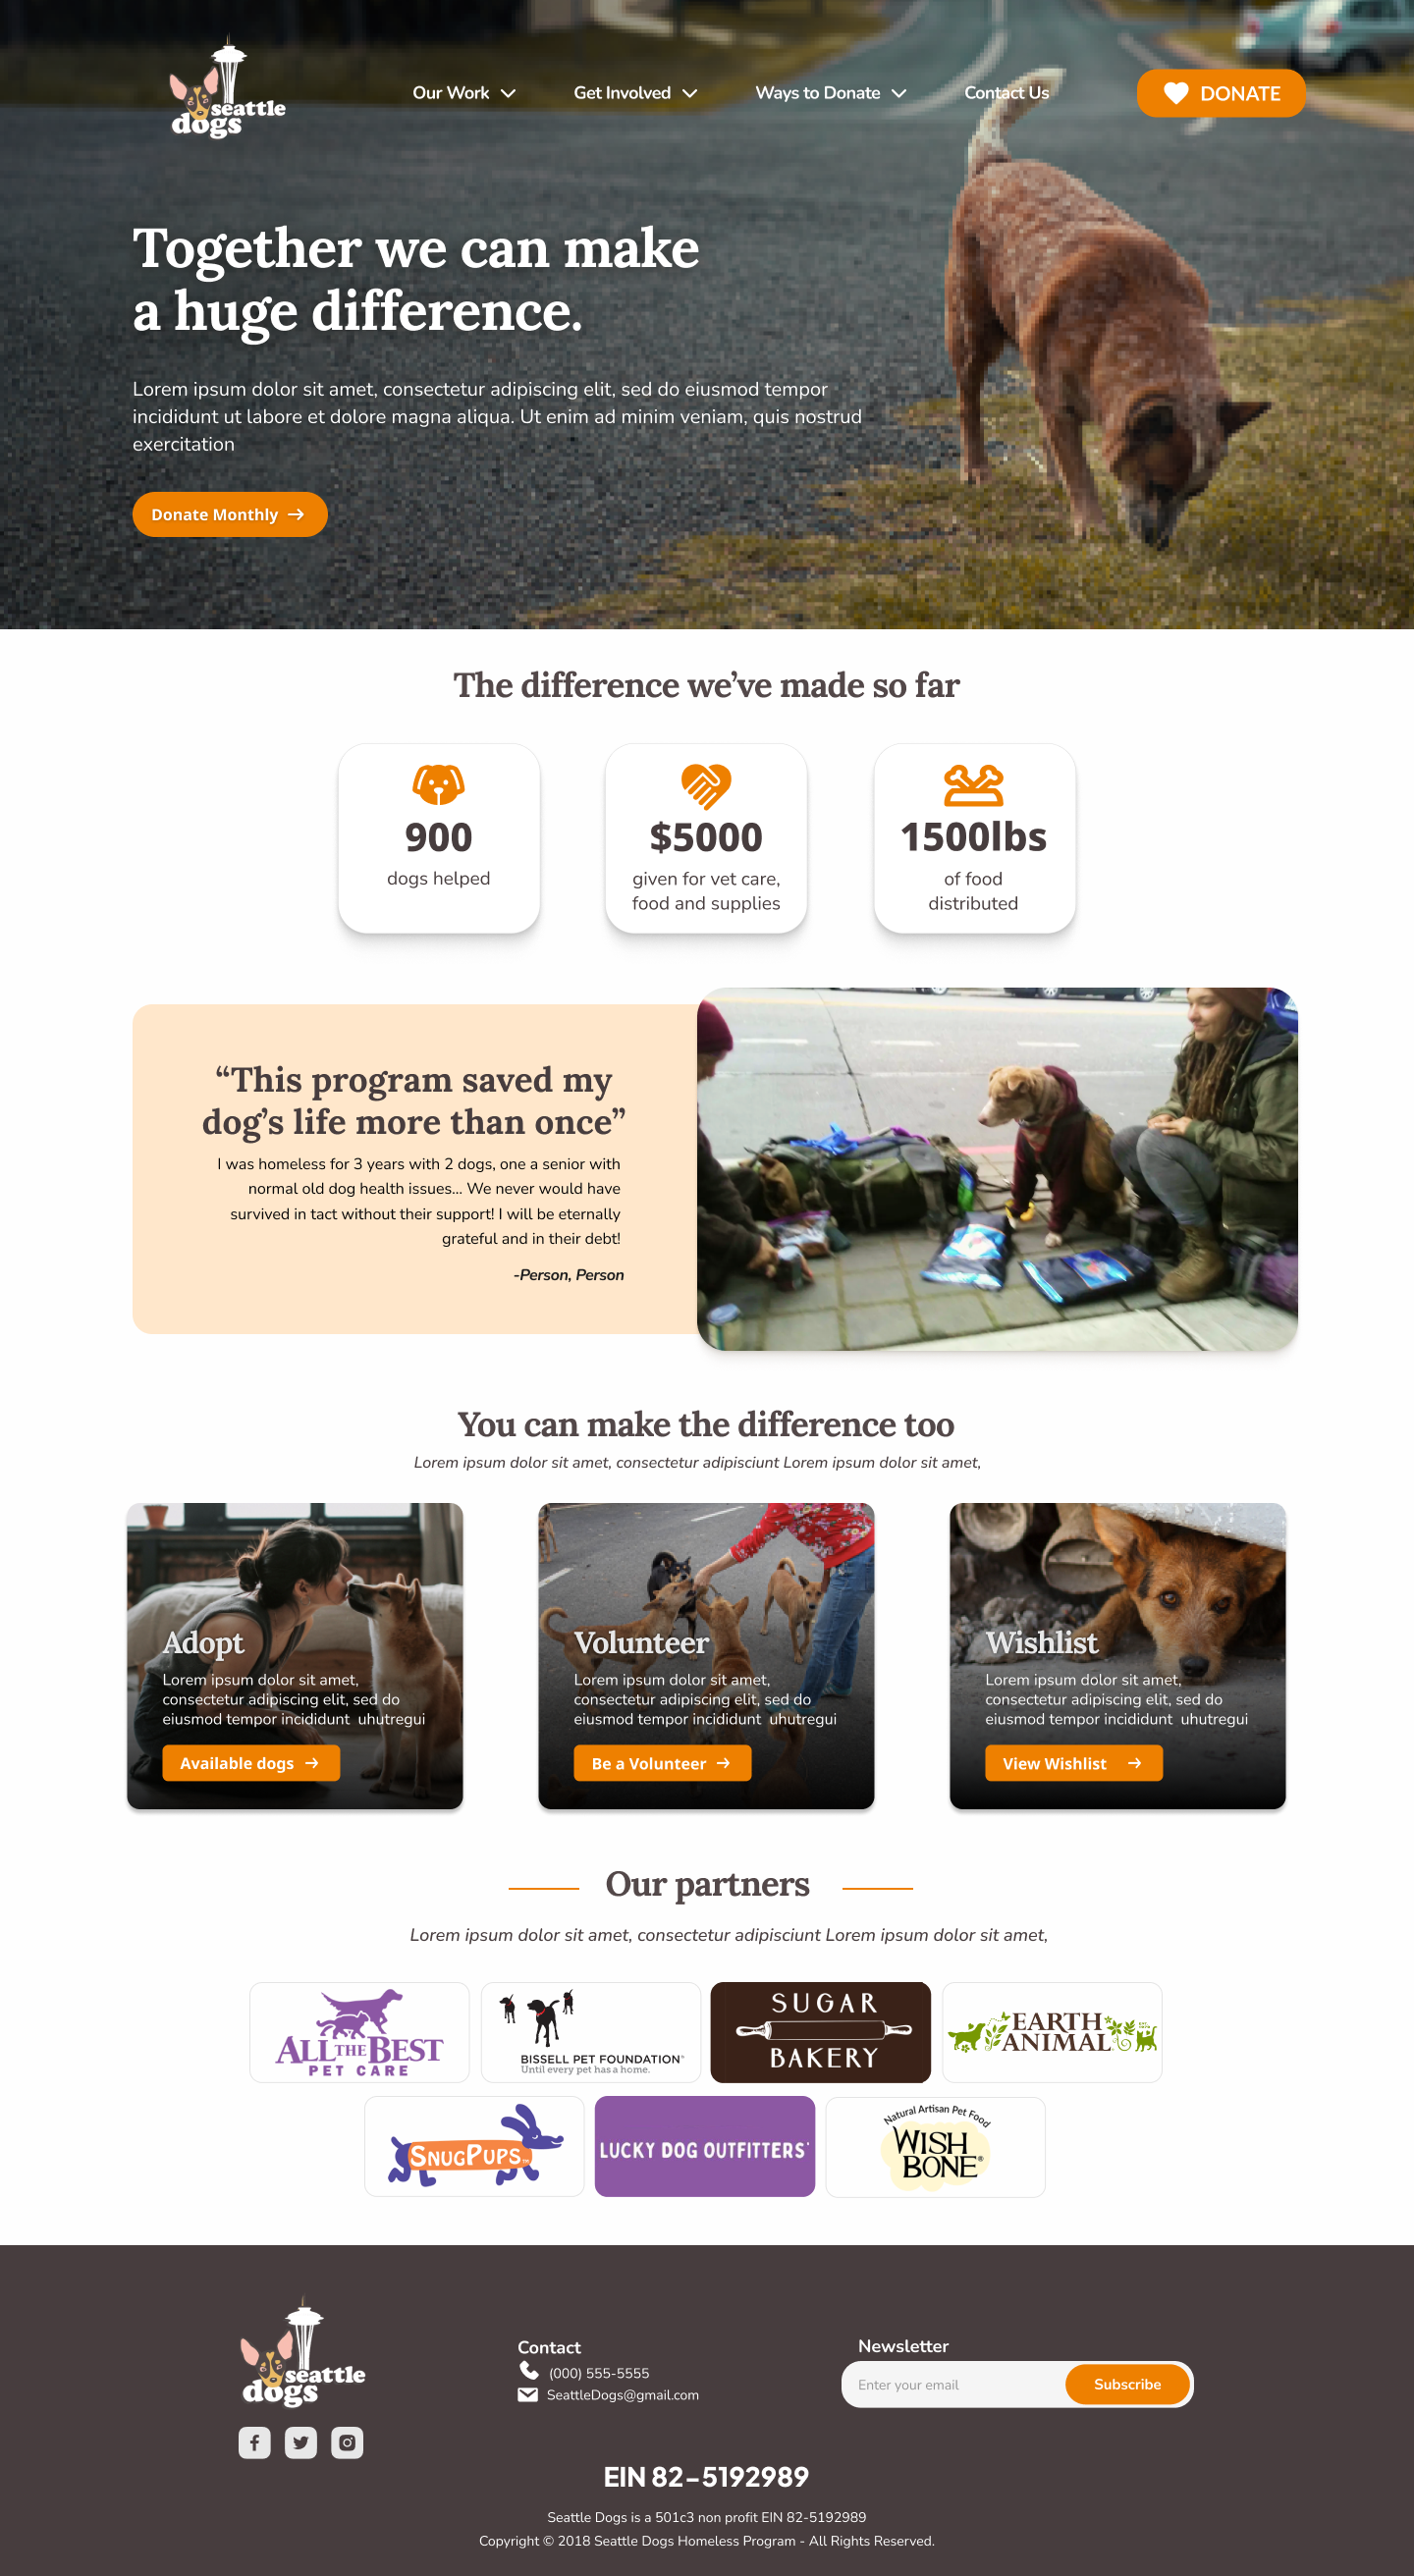 seattle
dogs
Our Work
Get Involved
Ways to Donate
Contact Us
DONATE
Together we can make
a huge difference.
Lorem ipsum dolor sit amet, consectetur adipiscing elit, sed do eiusmod tempor
incididunt ut labore et dolore magna aliqua. Ut enim ad minim veniam, quis nostrud
exercitation
Donate Monthly
The difference we’ve made so far
900
dogs helped
$5000
given for vet care,
food and supplies
1500lbs
of food
distributed
“This program saved my
dog’s life more than once”
I was homeless for 3 years with 2 dogs, one a senior with
normal old dog health issues... We never would have
survived in tact without their support! I will be eternally
grateful and in their debt!
-Person, Person
You can make the difference too
Lorem ipsum dolor sit amet, consectetur adipisciunt Lorem ipsum dolor sit amet,
Adopt
Lorem ipsum dolor sit amet,
consectetur adipiscing elit, sed do
eiusmod tempor incididunt uhutregui
Available dogs
Volunteer
Lorem ipsum dolor sit amet,
consectetur adipiscing elit, sed do
eiusmod tempor incididunt uhutregui
Be a Volunteer
Wishlist
Lorem ipsum dolor sit amet,
consectetur adipiscing elit, sed do
eiusmod tempor incididunt uhutregui
View Wishlist
Our partners
Lorem ipsum dolor sit amet, consectetur adipisciunt Lorem ipsum dolor sit amet,
ALL THE BEST
PET CARE
BISSELL PET FOUNDATION®
Until every pet has a home.
SUGAR
BAKERY
EARTH
ANIMAL
SNUGPUPS™
LUCKY DOG OUTFITTERS
Natural Artisan Pet Food
WISH
BONE®
seattle
dogs
Contact
(000) 555-5555
SeattleDogs@gmail.com
Newsletter
Enter your email
Subscribe
EIN 82-5192989
Seattle Dogs is a 501c3 non profit EIN 82-5192989
Copyright © 2018 Seattle Dogs Homeless Program - All Rights Reserved.